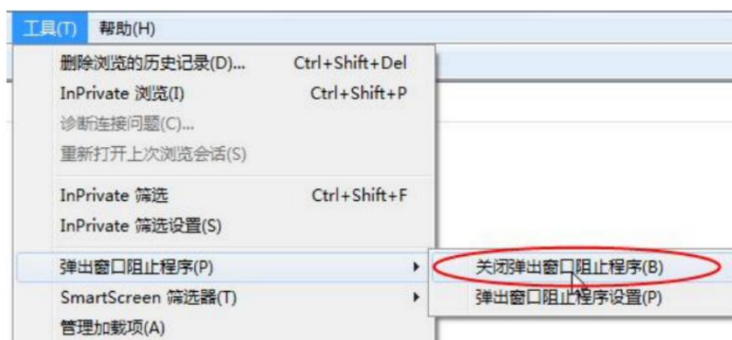 工具(T) 帮助(H)
删除浏览的历史记录(D)... Ctrl+Shift+Del
InPrivate 浏览(I) Ctrl+Shift+P
诊断连接问题(C)...
重新打开上次浏览会话(S)
InPrivate 筛选 Ctrl+Shift+F
InPrivate 筛选设置(S)
弹出窗口阻止程序(P) 关闭弹出窗口阻止程序(B)
SmartScreen 筛选器(T) 弹出窗口阻止程序设置(P)
管理加载项(A)